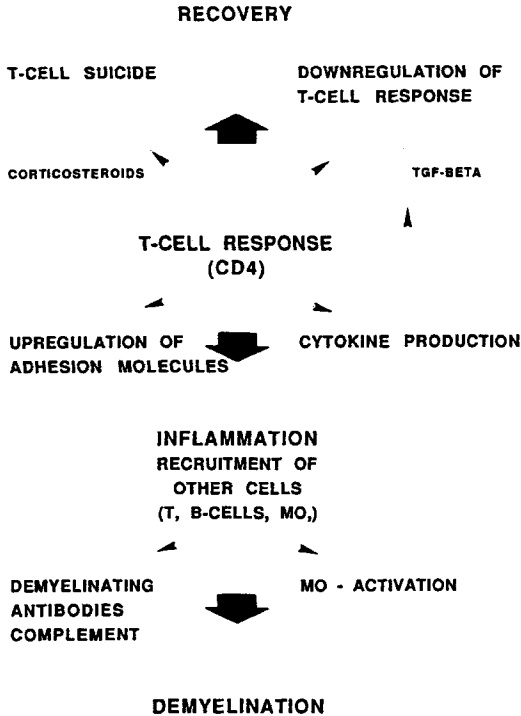 RECOVERY
T-CELL SUICIDE
DOWNREGULATION OF
T-CELL RESPONSE
CORTICOSTEROIDS
TGF-BETA
T-CELL RESPONSE
(CD4)
UPREGULATION OF
ADHESION MOLECULES
CYTOKINE PRODUCTION
INFLAMMATION
RECRUITMENT OF
OTHER CELLS
(T, B-CELLS, MO,)
DEMYELINATING
ANTIBODIES
COMPLEMENT
MO - ACTIVATION
DEMYELINATION